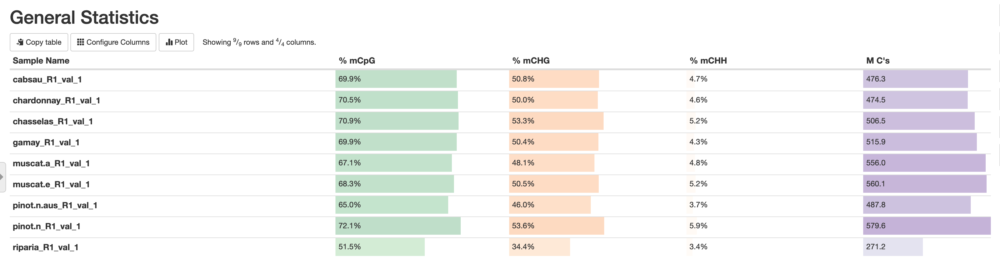 General Statistics
Copy table Configure Columns Plot Showing 9/9 rows and 4/4 columns.
Sample Name % mCpG % mCHG % mCHH M C's
cabsau_R1_val_1 69.9% 50.8% 4.7% 476.3
chardonnay_R1_val_1 70.5% 50.0% 4.6% 474.5
chasselas_R1_val_1 70.9% 53.3% 5.2% 506.5
gamay_R1_val_1 69.9% 50.4% 4.3% 515.9
muscat.a_R1_val_1 67.1% 48.1% 4.8% 556.0
muscat.e_R1_val_1 68.3% 50.5% 5.2% 560.1
pinot.n.aus_R1_val_1 65.0% 46.0% 3.7% 487.8
pinot.n_R1_val_1 72.1% 53.6% 5.9% 579.6
riparia_R1_val_1 51.5% 34.4% 3.4% 271.2